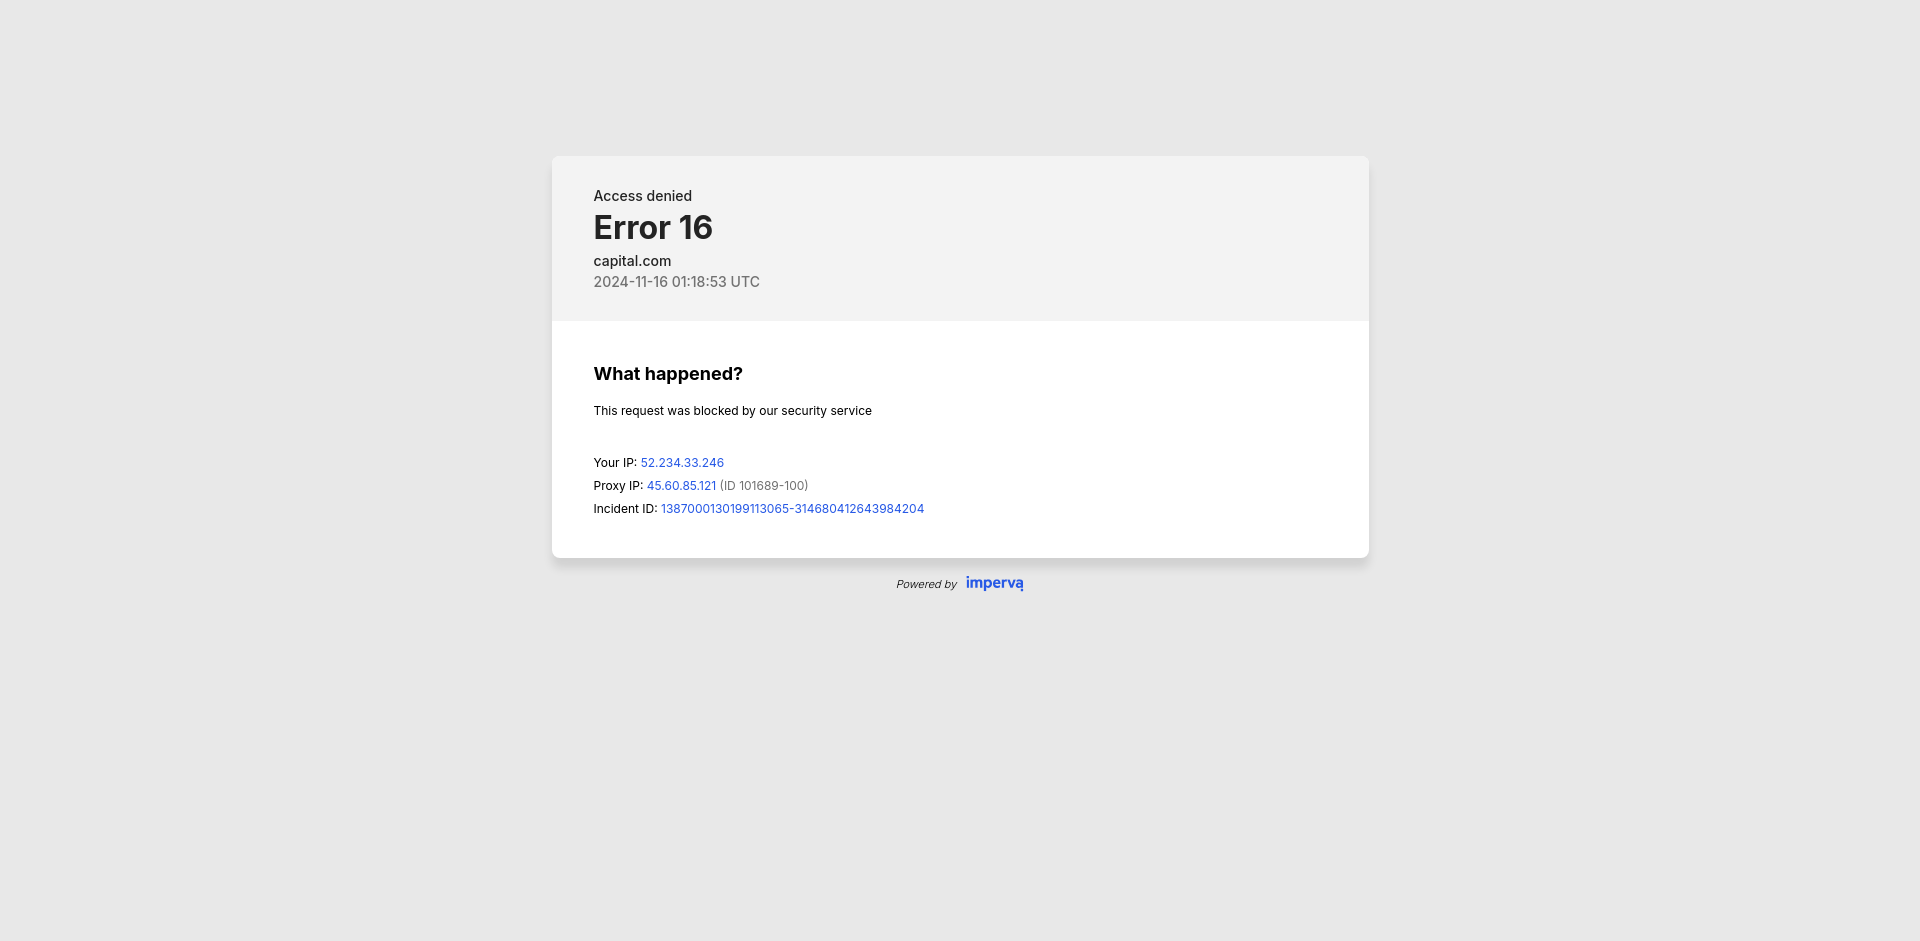 Access denied
Error 16
capital.com
2024-11-16 01:18:53 UTC
What happened?
This request was blocked by our security service
Your IP: 52.234.33.246
Proxy IP: 45.60.85.121 (ID 101689-100)
Incident ID: 1387000130199113065-314680412643984204
Powered by imperva